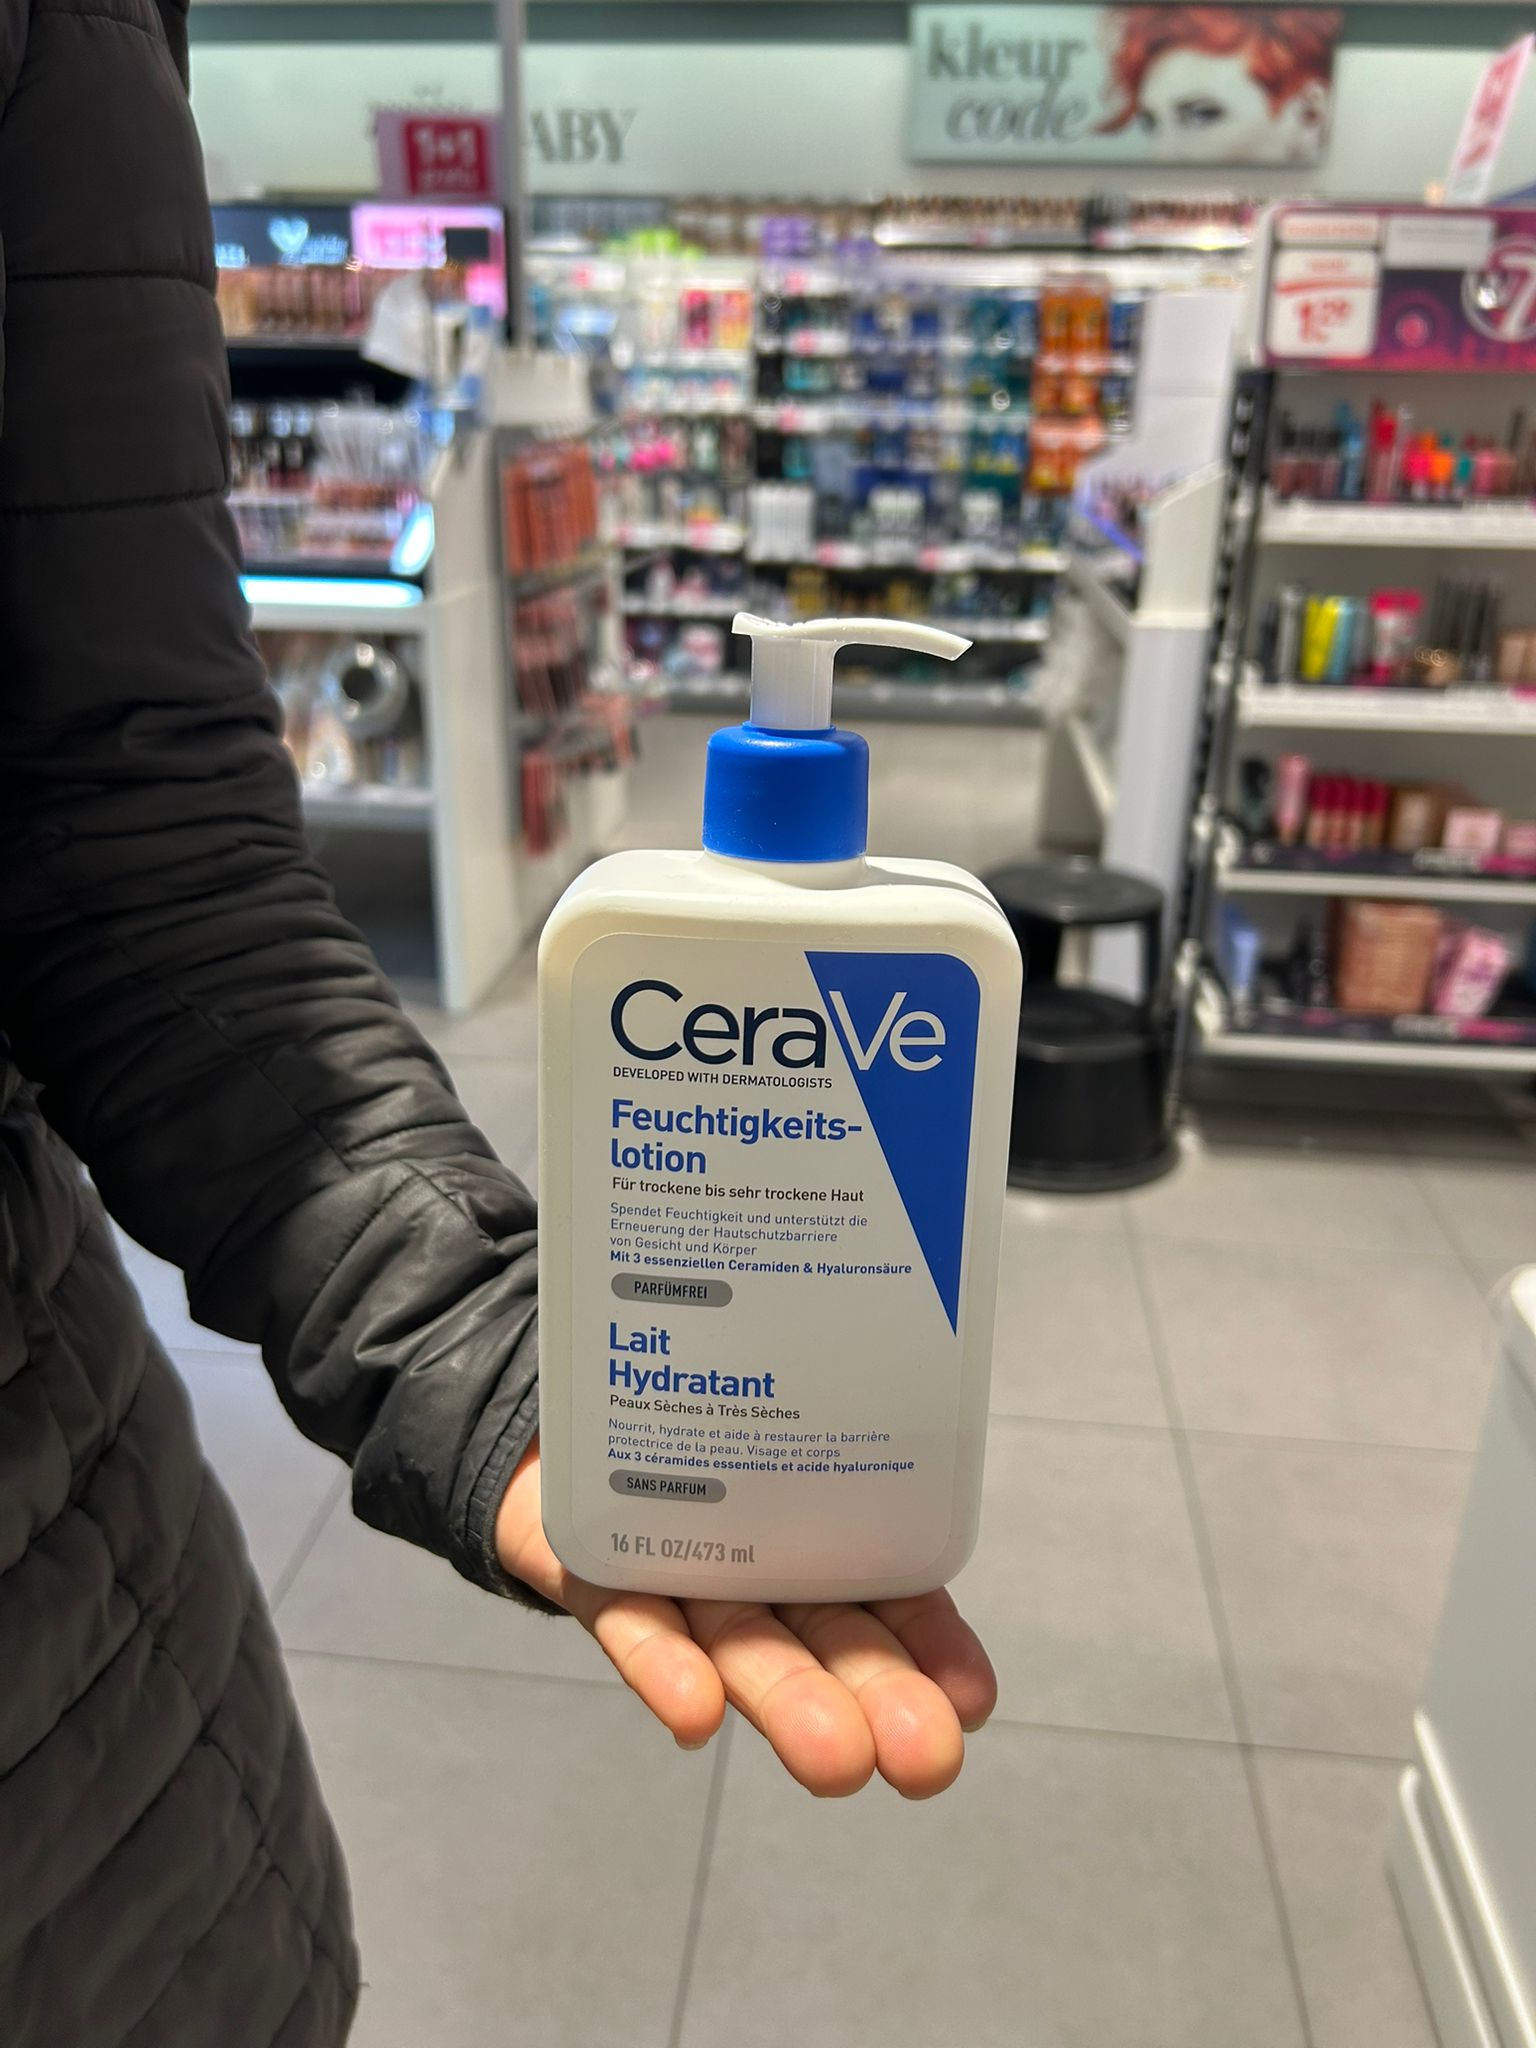 kleur
code
ABY
1+1
CeraVe
DEVELOPED WITH DERMATOLOGISTS
Feuchtigkeits-
lotion
Für trockene bis sehr trockene Haut
Spendet Feuchtigkeit und unterstützt die
Erneuerung der Hautschutzbarriere
von Gesicht und Körper
Mit 3 essenziellen Ceramiden & Hyaluronsäure
PARFÜMFREI
Lait
Hydratant
Peaux Sèches à Très Sèches
Nourrit, hydrate et aide à restaurer la barrière
protectrice de la peau. Visage et corps
Aux 3 céramides essentiels et acide hyaluronique
SANS PARFUM
16 FL OZ/473 ml